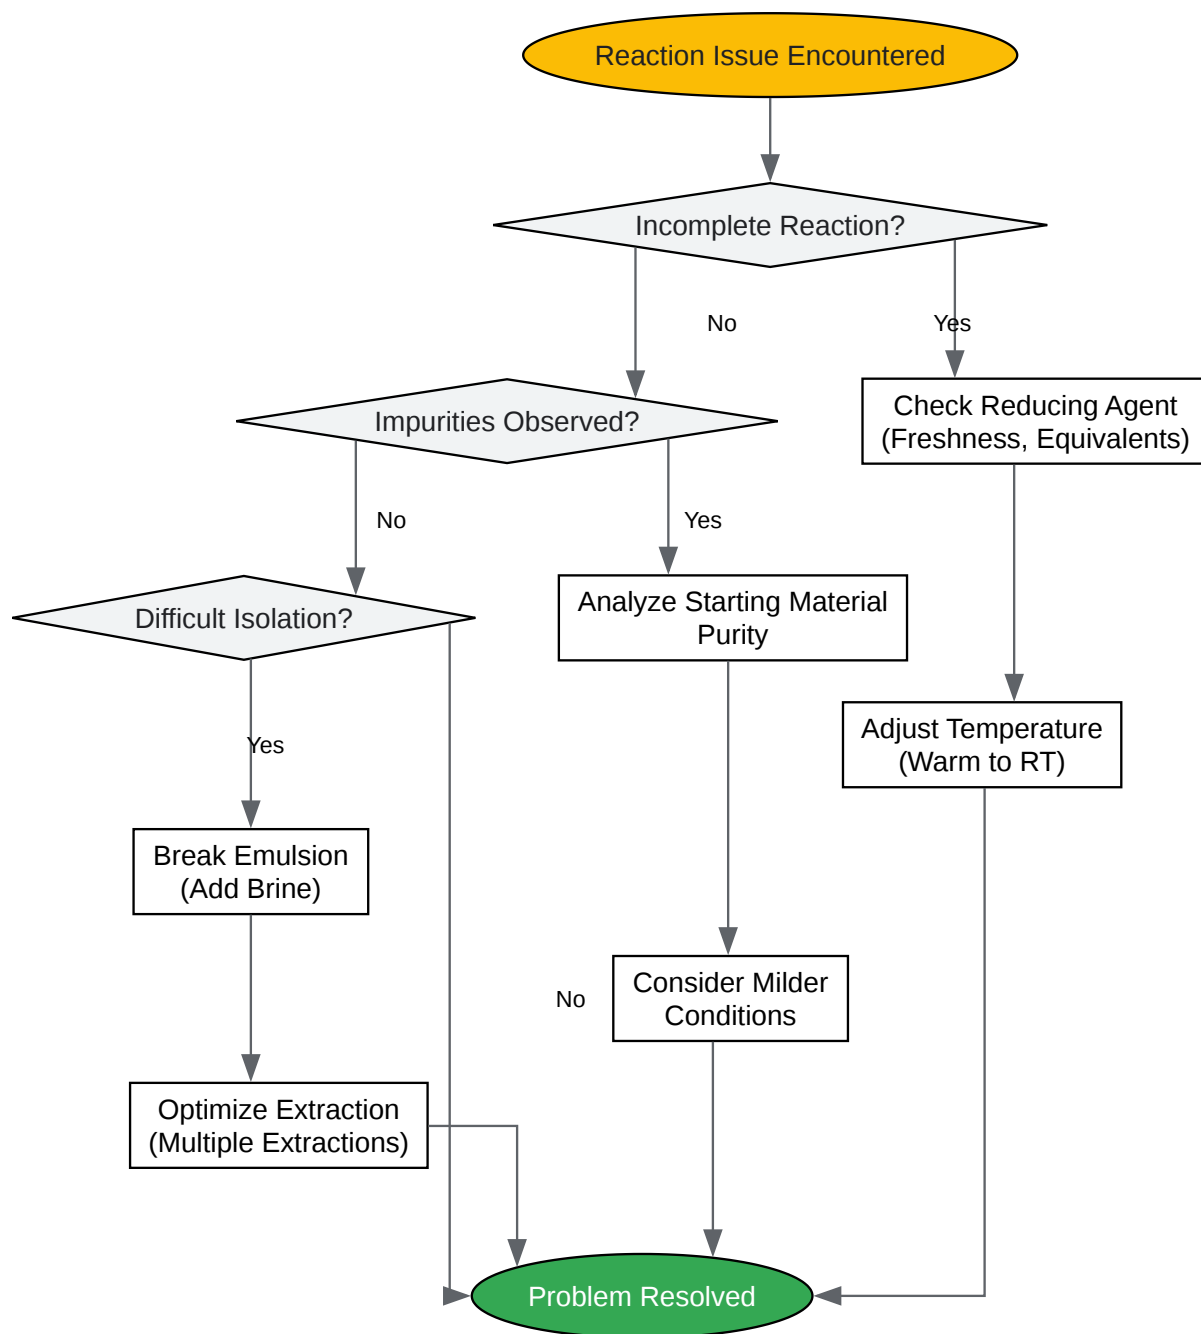 Reaction Issue Encountered
Incomplete Reaction?
No
Yes
Check Reducing Agent
(Freshness, Equivalents)
Impurities Observed?
No
Yes
Analyze Starting Material
Purity
Difficult Isolation?
Yes
Adjust Temperature
(Warm to RT)
Break Emulsion
(Add Brine)
No
Consider Milder
Conditions
Optimize Extraction
(Multiple Extractions)
Problem Resolved